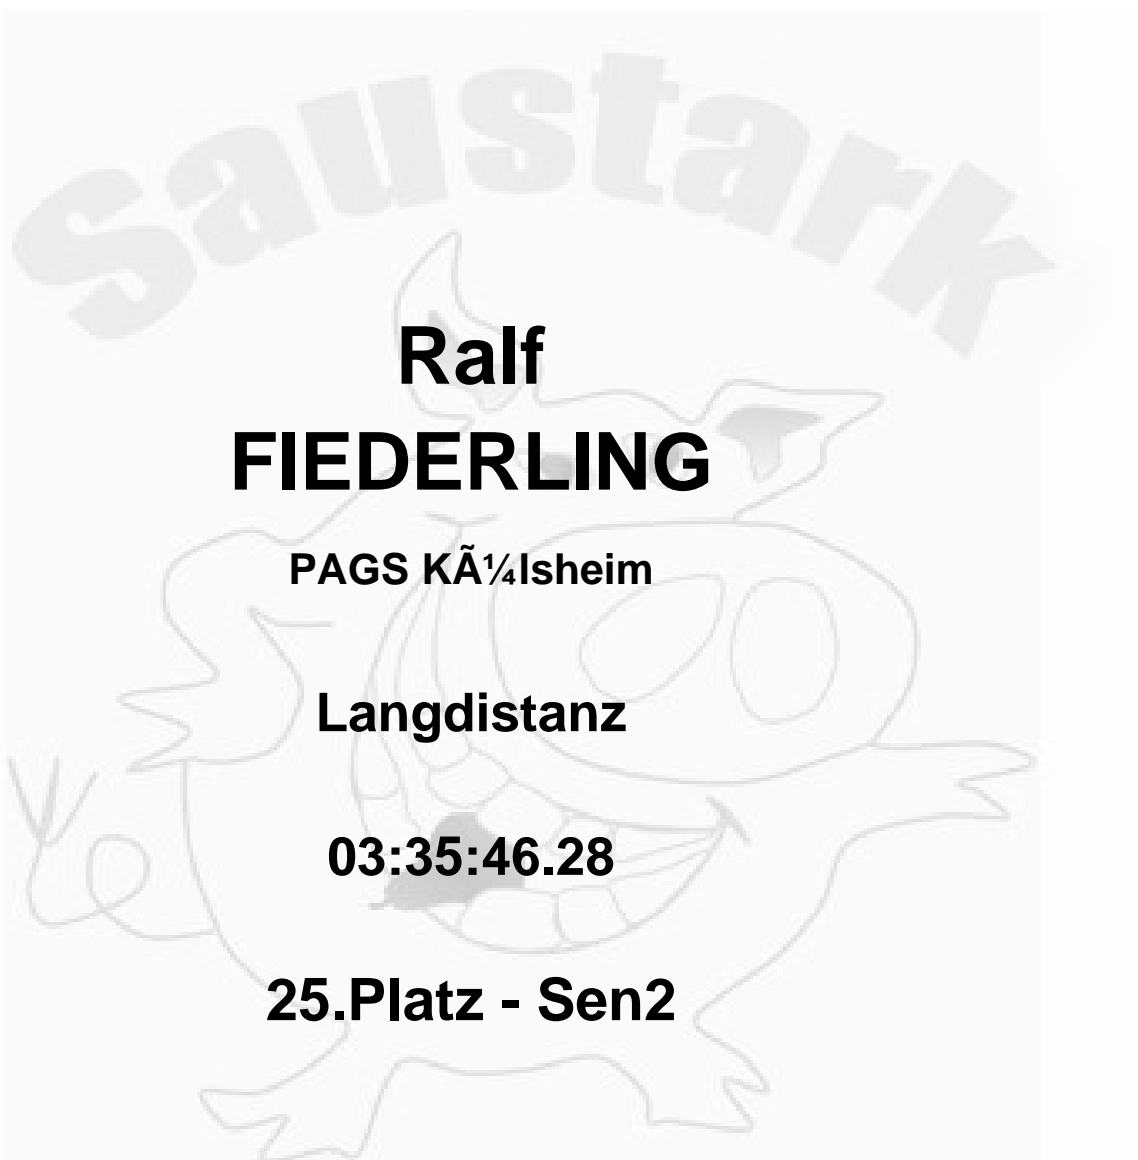 Saustark
Ralf
FIEDERLING
PAGS KÃ¼lsheim
Langdistanz
03:35:46.28
25.Platz - Sen2